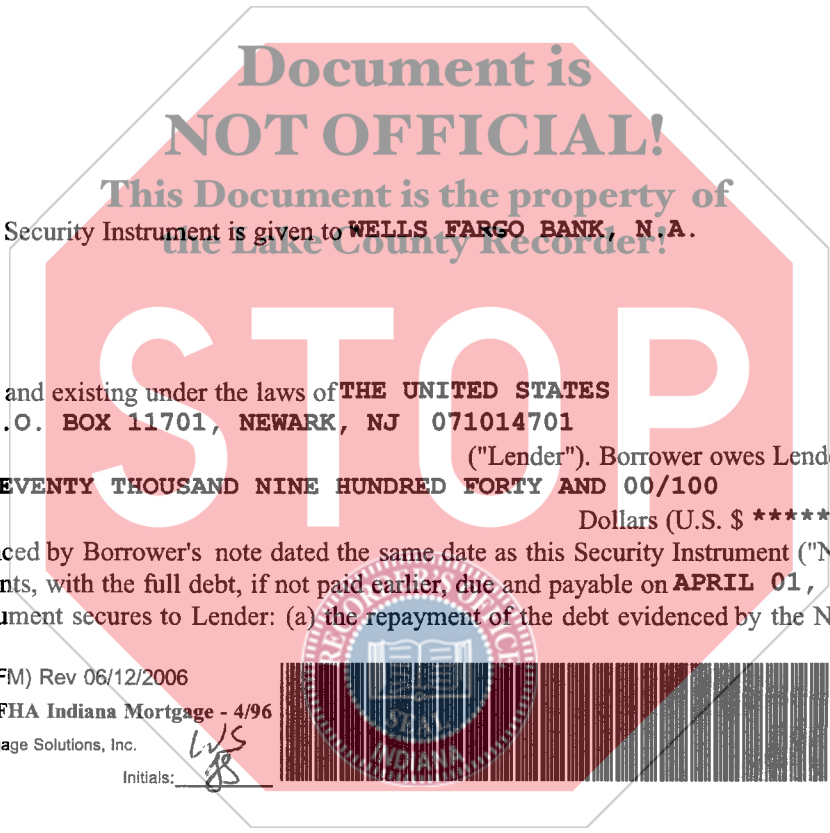 Document is
NOT OFFICIAL!
This Document is the property of
the Lake County Recorder!
Security Instrument is given to WELLS FARGO BANK, N.A.
STOP
and existing under the laws of THE UNITED STATES
.O. BOX 11701, NEWARK, NJ 071014701
("Lender"). Borrower owes Lend
EVENTY THOUSAND NINE HUNDRED FORTY AND 00/100
Dollars (U.S. $ *****
ced by Borrower's note dated the same date as this Security Instrument ("N
nts, with the full debt, if not paid earlier, due and payable on APRIL 01,
ument secures to Lender: (a) the repayment of the debt evidenced by the N
RECORDER'S OFFICE
SEAL
INDIANA
FM) Rev 06/12/2006
FHA Indiana Mortgage - 4/96
age Solutions, Inc.
Initials: